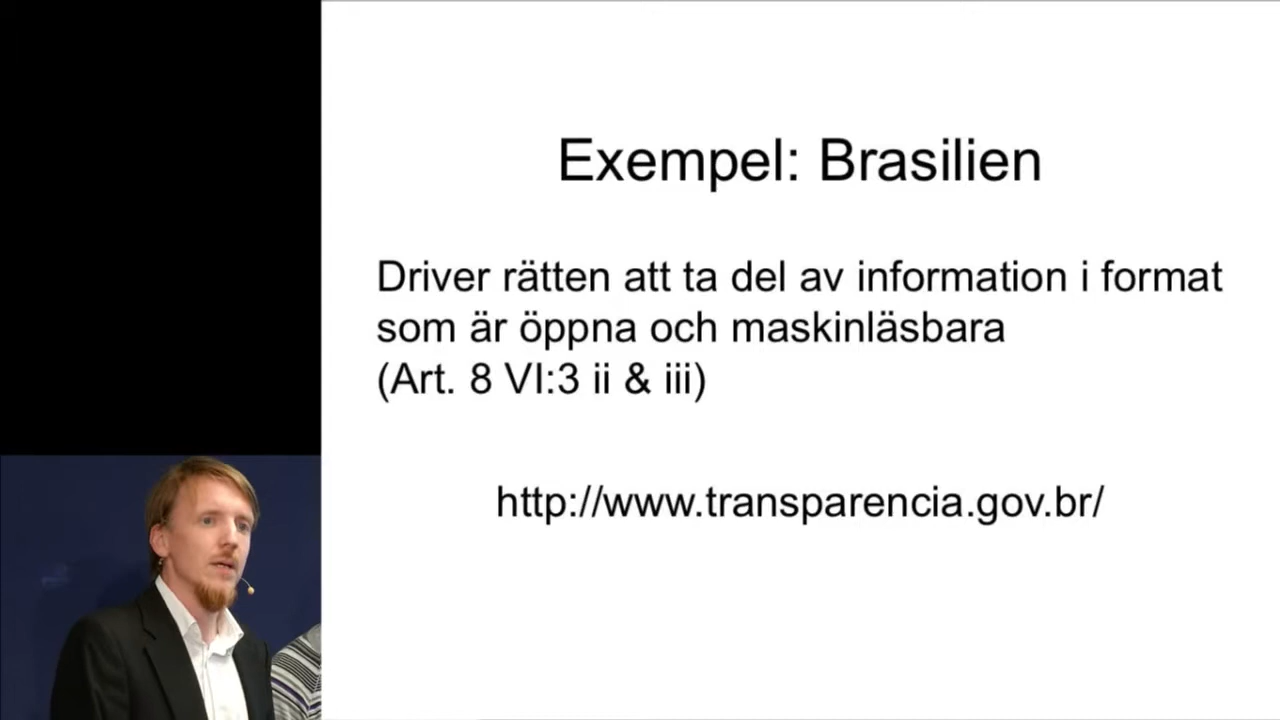 Exempel: Brasilien
Driver rätten att ta del av information i format
som är öppna och maskinläsbara
(Art. 8 VI:3 ii & iii)
http://www.transparencia.gov.br/